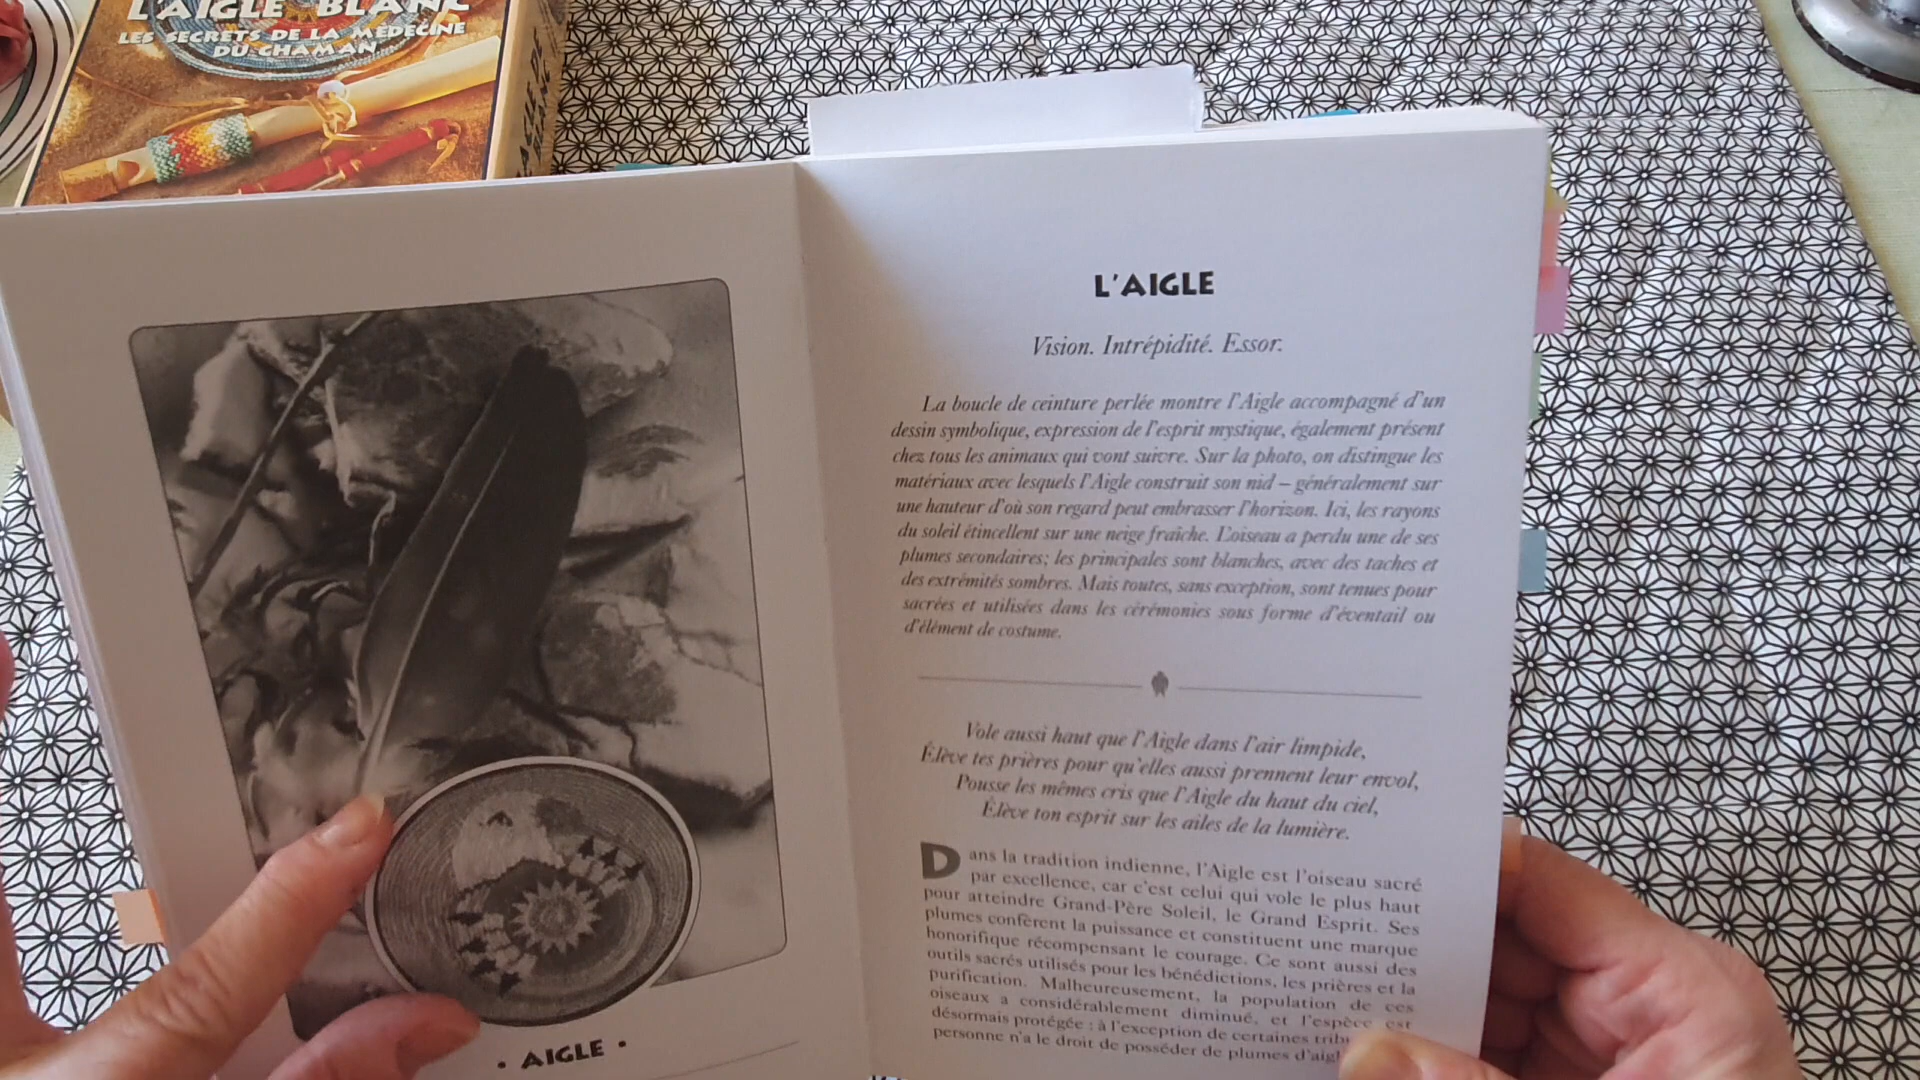 L'AIGLE BLANC
LES SECRETS DE LA MÉDECINE
DU CHAMAN
L'AIGLE
Vision. Intrépidité. Essor.
La boucle de ceinture perlée montre l'Aigle accompagné d'un
dessin symbolique, expression de l'esprit mystique, également présent
chez tous les animaux qui vont suivre. Sur la photo, on distingue les
matériaux avec lesquels l'Aigle construit son nid – généralement sur
une hauteur d'où son regard peut embrasser l'horizon. Ici, les rayons
du soleil étincellent sur une neige fraîche. L'oiseau a perdu une de ses
plumes secondaires; les principales sont blanches, avec des taches et
des extrémités sombres. Mais toutes, sans exception, sont tenues pour
sacrées et utilisées dans les cérémonies sous forme d'éventail ou
d'élément de costume.
Vole aussi haut que l'Aigle dans l'air limpide,
Élève tes prières pour qu'elles aussi prennent leur envol,
Pousse les mêmes cris que l'Aigle du haut du ciel,
Élève ton esprit sur les ailes de la lumière.
Dans la tradition indienne, l'Aigle est l'oiseau sacré
par excellence, car c'est celui qui vole le plus haut
pour atteindre Grand-Père Soleil, le Grand Esprit. Ses
plumes confèrent la puissance et constituent une marque
honorifique récompensant le courage. Ce sont aussi des
outils sacrés utilisés pour les bénédictions, les prières et la
purification. Malheureusement, la population de ces
oiseaux a considérablement diminué, et l'espèce est
désormais protégée : à l'exception de certaines
personne n'a le droit de posséder de plumes
• AIGLE •